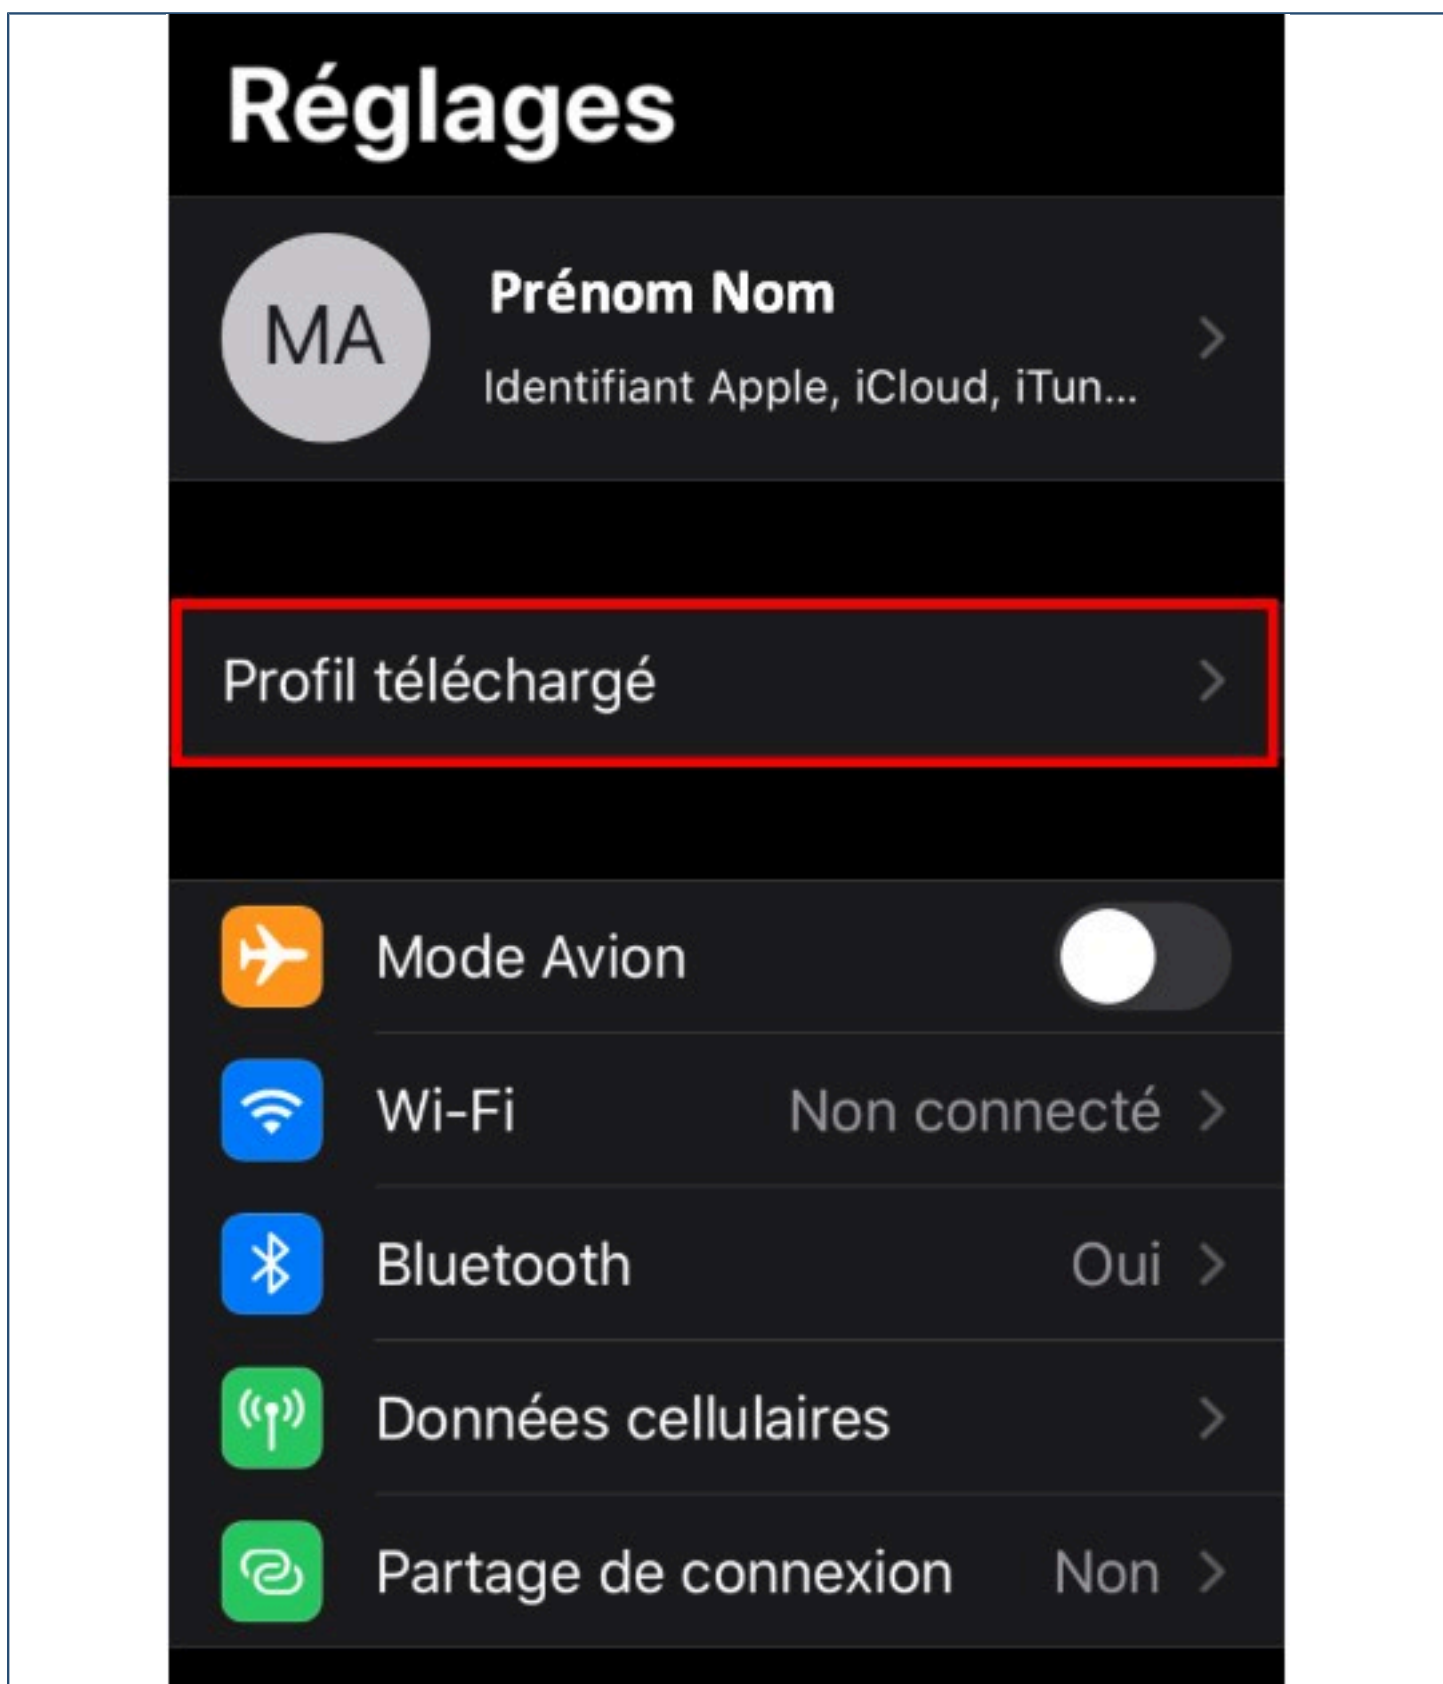 Réglages
MA
Prénom Nom
Identifiant Apple, iCloud, iTun...
Profil téléchargé
Mode Avion
Wi-Fi Non connecté
Bluetooth Oui
Données cellulaires
Partage de connexion Non